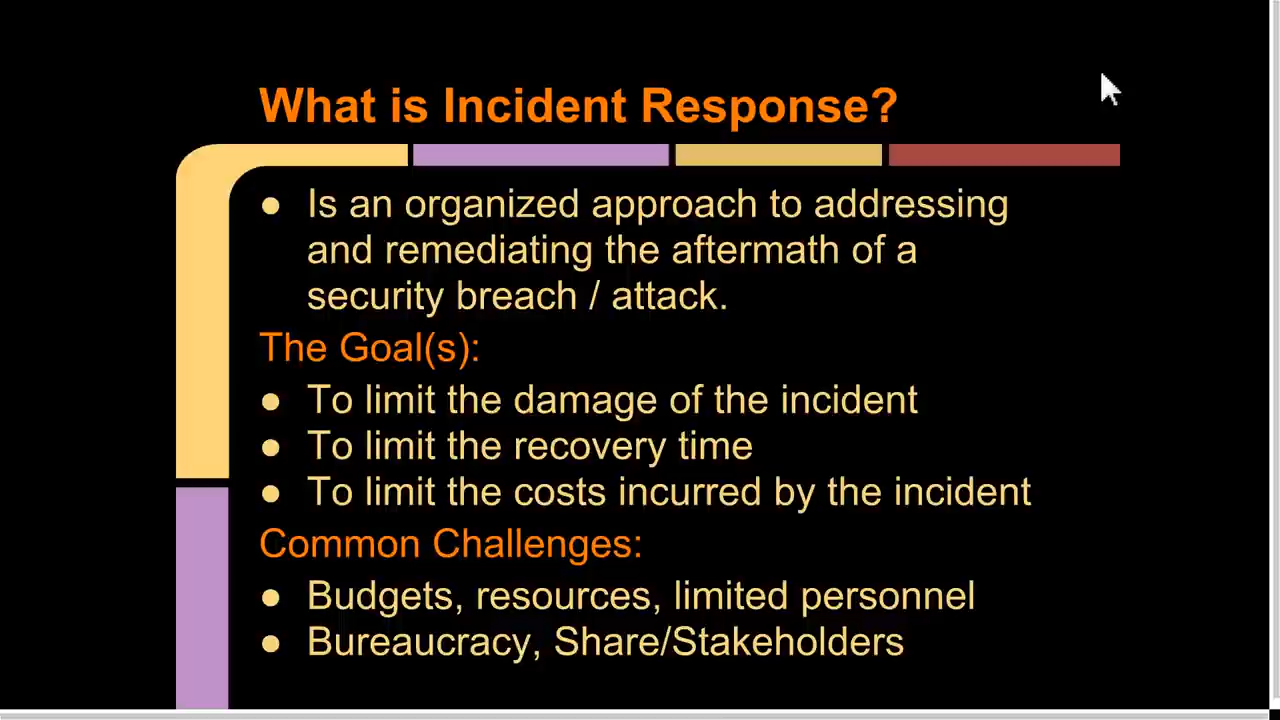 What is Incident Response?
● Is an organized approach to addressing
and remediating the aftermath of a
security breach / attack.
The Goal(s):
● To limit the damage of the incident
● To limit the recovery time
● To limit the costs incurred by the incident
Common Challenges:
● Budgets, resources, limited personnel
● Bureaucracy, Share/Stakeholders